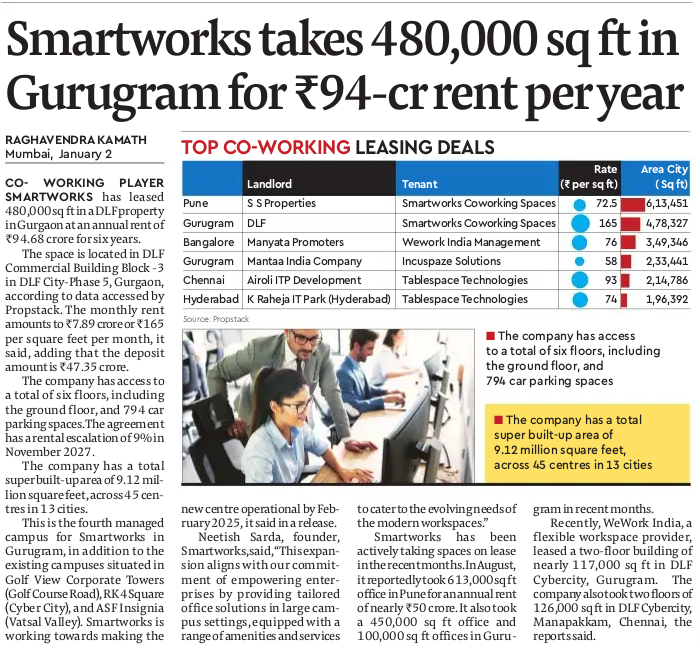 Smartworks takes 480,000 sq ft in
Gurugram for ₹94-cr rent per year
RAGHAVENDRA KAMATH
Mumbai, January 2
CO- WORKING PLAYER
SMARTWORKS has leased
480,000 sq ft in a DLF property
in Gurgaon at an annual rent of
₹94.68 crore for six years.
The space is located in DLF
Commercial Building Block -3
in DLF City-Phase 5, Gurgaon,
according to data accessed by
Propstack. The monthly rent
amounts to ₹7.89 crore or ₹165
per square feet per month, it
said, adding that the deposit
amount is ₹47.35 crore.
The company has access to
a total of six floors, including
the ground floor, and 794 car
parking spaces. The agreement
has a rental escalation of 9% in
November 2027.
The company has a total
super built-up area of 9.12 mil-
lion square feet, across 45 cen-
tres in 13 cities.
This is the fourth managed
campus for Smartworks in
Gurugram, in addition to the
existing campuses situated in
Golf View Corporate Towers
(Golf Course Road), RK 4 Square
(Cyber City), and ASF Insignia
(Vatsal Valley). Smartworks is
working towards making the
TOP CO-WORKING LEASING DEALS
Landlord Tenant Rate (₹ per sq ft) Area City (Sq ft)
Pune S S Properties Smartworks Coworking Spaces 72.5 6,13,451
Gurugram DLF Smartworks Coworking Spaces 165 4,78,327
Bangalore Manyata Promoters Wework India Management 76 3,49,346
Gurugram Mantaa India Company Incuspaze Solutions 58 2,33,441
Chennai Airoli ITP Development Tablespace Technologies 93 2,14,786
Hyderabad K Raheja IT Park (Hyderabad) Tablespace Technologies 74 1,96,392
Source: Propstack
■ The company has access
to a total of six floors, including
the ground floor, and
794 car parking spaces
■ The company has a total
super built-up area of
9.12 million square feet,
across 45 centres in 13 cities
new centre operational by Feb-
ruary 2025, it said in a release.
Neetish Sarda, founder,
Smartworks, said, “This expan-
sion aligns with our commit-
ment of empowering enter-
prises by providing tailored
office solutions in large cam-
pus settings, equipped with a
range of amenities and services
to cater to the evolving needs of
the modern workspaces.”
Smartworks has been
actively taking spaces on lease
in the recent months. In August,
it reportedly took 613,000 sq ft
office in Pune for an annual rent
of nearly ₹50 crore. It also took
a 450,000 sq ft office and
100,000 sq ft offices in Guru-
gram in recent months.
Recently, WeWork India, a
flexible workspace provider,
leased a two-floor building of
nearly 117,000 sq ft in DLF
Cybercity, Gurugram. The
company also took two floors of
126,000 sq ft in DLF Cybercity,
Manapakkam, Chennai, the
reports said.